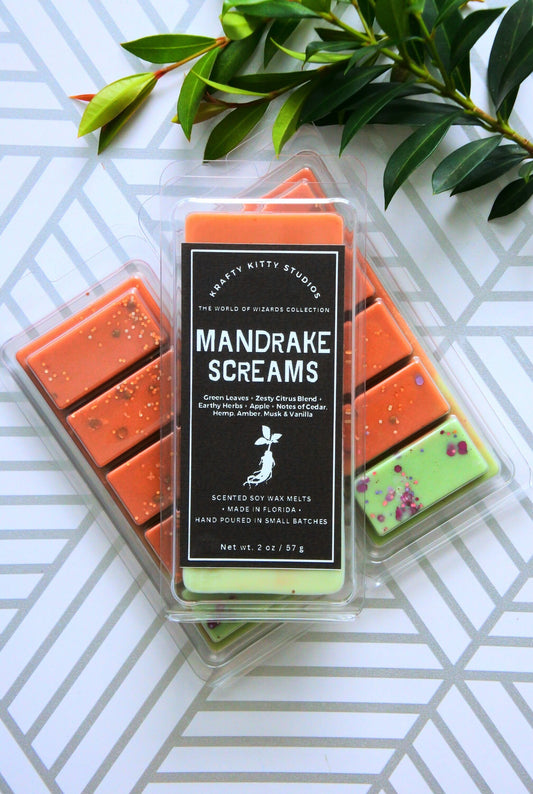 KRAFTY KITTY STUDIOS
THE WORLD OF WIZARDS COLLECTION
MANDRAKE
SCREAMS
Green Leaves • Zesty Citrus Blend •
Earthy Herbs • Apple • Notes of Cedar,
Hemp, Amber, Musk & Vanilla
SCENTED SOY WAX MELTS
• MADE IN FLORIDA •
HAND POURED IN SMALL BATCHES
Net wt. 2 oz / 57 g